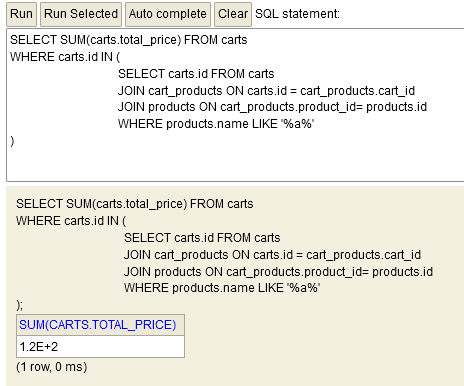 Run Run Selected Auto complete Clear SQL statement:
SELECT SUM(carts.total_price) FROM carts
WHERE carts.id IN (
SELECT carts.id FROM carts
JOIN cart_products ON carts.id = cart_products.cart_id
JOIN products ON cart_products.product_id= products.id
WHERE products.name LIKE '%a%'
)
SELECT SUM(carts.total_price) FROM carts
WHERE carts.id IN (
SELECT carts.id FROM carts
JOIN cart_products ON carts.id = cart_products.cart_id
JOIN products ON cart_products.product_id= products.id
WHERE products.name LIKE '%a%'
);
SUM(CARTS.TOTAL_PRICE)
1.2E+2
(1 row, 0 ms)